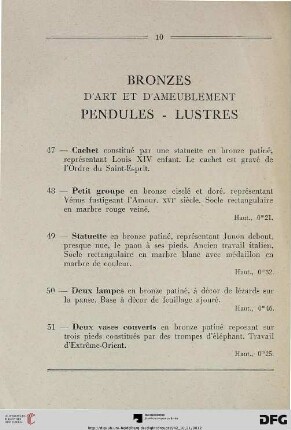 10
BRONZES
D'ART ET D'AMEUBLEMENT
PENDULES - LUSTRES
47 — Cachet constitué par une statuette en bronze patiné,
représentant Louis XIV enfant. Le cachet est gravé de
l'Ordre du Saint-Esprit.
48 — Petit groupe en bronze ciselé et doré, représentant
Vénus fustigeant l'Amour. XVIe siècle. Socle rectangulaire
en marbre rouge veiné.
Haut., 0m21.
49 — Statuette en bronze patiné, représentant Junon debout,
presque nue, le paon à ses pieds. Ancien travail italien.
Socle rectangulaire en marbre blanc avec médaillon en
marbre de couleur.
Haut., 0m32.
50 — Deux lampes en bronze patiné, à décor de lézards sur
la panse. Base à décor de feuillage ajouré.
Haut., 0m46.
51 — Deux vases couverts en bronze patiné reposant sur
trois pieds constitués par des trompes d'éléphant. Travail
d'Extrême-Orient.
Haut., 0m25.
UNIVERSITÄTS-
BIBLIOTHEK
HEIDELBERG
DFG